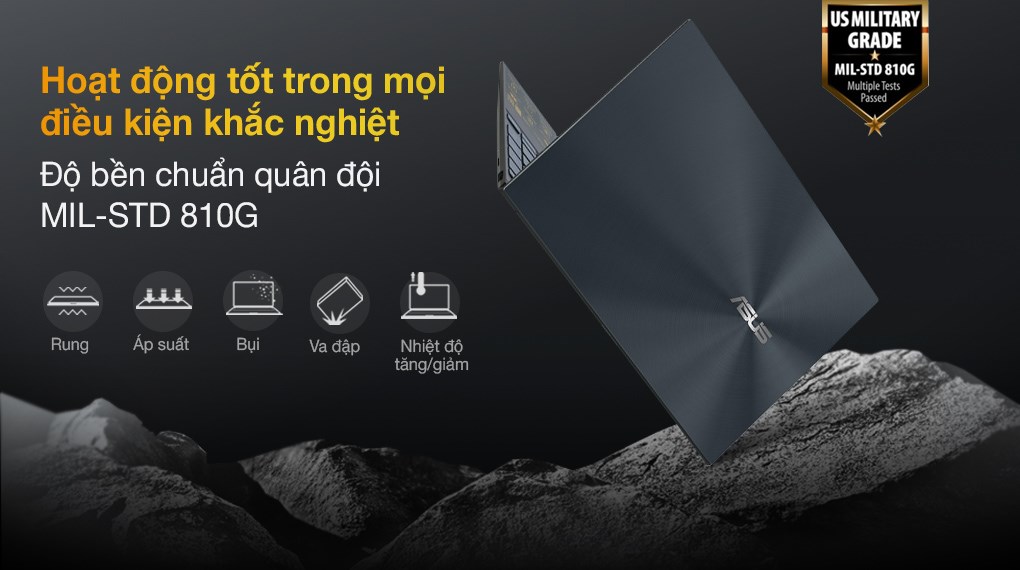 Hoạt động tốt trong mọi
điều kiện khắc nghiệt
Độ bền chuẩn quân đội
MIL-STD 810G
Rung
Áp suất
Bụi
Va đập
Nhiệt độ
tăng/giảm
US MILITARY
GRADE
MIL-STD 810G
Multiple Tests
Passed
ASUS